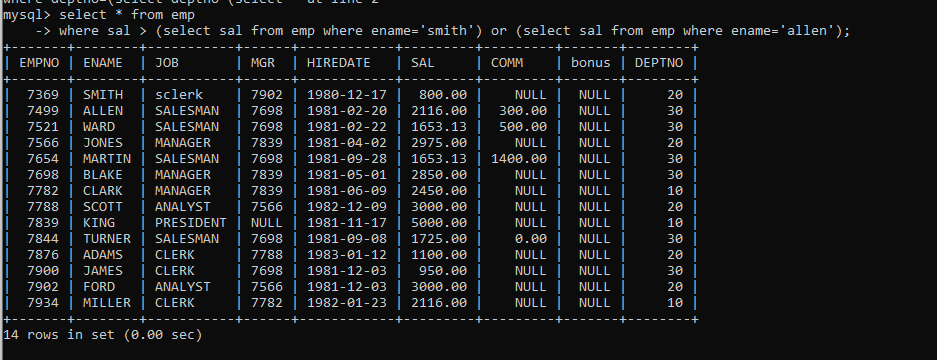 where deptno=(select deptno (select * at line 2
mysql> select * from emp
    -> where sal > (select sal from emp where ename='smith') or (select sal from emp where ename='allen');
+-------+--------+-----------+------+------------+---------+---------+-------+--------+
| EMPNO | ENAME | JOB | MGR | HIREDATE | SAL | COMM | bonus | DEPTNO |
+-------+--------+-----------+------+------------+---------+---------+-------+--------+
| 7369 | SMITH | sclerk | 7902 | 1980-12-17 | 800.00 | NULL | NULL | 20 |
| 7499 | ALLEN | SALESMAN | 7698 | 1981-02-20 | 2116.00 | 300.00 | NULL | 30 |
| 7521 | WARD | SALESMAN | 7698 | 1981-02-22 | 1653.13 | 500.00 | NULL | 30 |
| 7566 | JONES | MANAGER | 7839 | 1981-04-02 | 2975.00 | NULL | NULL | 20 |
| 7654 | MARTIN | SALESMAN | 7698 | 1981-09-28 | 1653.13 | 1400.00 | NULL | 30 |
| 7698 | BLAKE | MANAGER | 7839 | 1981-05-01 | 2850.00 | NULL | NULL | 30 |
| 7782 | CLARK | MANAGER | 7839 | 1981-06-09 | 2450.00 | NULL | NULL | 10 |
| 7788 | SCOTT | ANALYST | 7566 | 1982-12-09 | 3000.00 | NULL | NULL | 20 |
| 7839 | KING | PRESIDENT | NULL | 1981-11-17 | 5000.00 | NULL | NULL | 10 |
| 7844 | TURNER | SALESMAN | 7698 | 1981-09-08 | 1725.00 | 0.00 | NULL | 30 |
| 7876 | ADAMS | CLERK | 7788 | 1983-01-12 | 1100.00 | NULL | NULL | 20 |
| 7900 | JAMES | CLERK | 7698 | 1981-12-03 | 950.00 | NULL | NULL | 30 |
| 7902 | FORD | ANALYST | 7566 | 1981-12-03 | 3000.00 | NULL | NULL | 20 |
| 7934 | MILLER | CLERK | 7782 | 1982-01-23 | 2116.00 | NULL | NULL | 10 |
+-------+--------+-----------+------+------------+---------+---------+-------+--------+
14 rows in set (0.00 sec)